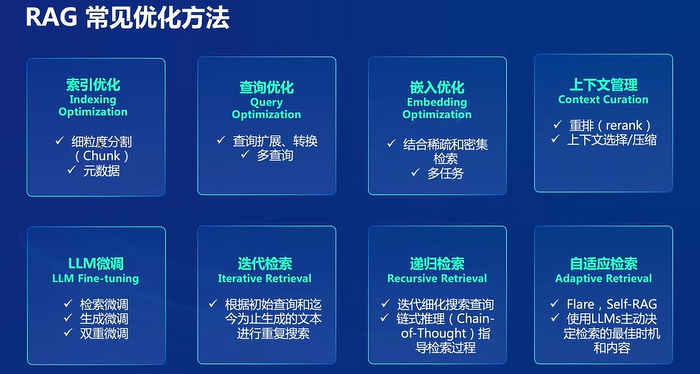 RAG 常见优化方法
索引优化
Indexing
Optimization
✓ 细粒度分割
（Chunk）
✓ 元数据
查询优化
Query
Optimization
✓ 查询扩展、转换
✓ 多查询
嵌入优化
Embedding
Optimization
✓ 结合稀疏和密集
检索
✓ 多任务
上下文管理
Context Curation
✓ 重排（rerank）
✓ 上下文选择/压缩
LLM微调
LLM Fine-tuning
✓ 检索微调
✓ 生成微调
✓ 双重微调
迭代检索
Iterative Retrieval
✓ 根据初始查询和迄
今为止生成的文本
进行重复搜索
递归检索
Recursive Retrieval
✓ 迭代细化搜索查询
✓ 链式推理（Chain-
of-Thought）指
导检索过程
自适应检索
Adaptive Retrieval
✓ Flare，Self-RAG
✓ 使用LLMs主动决
定检索的最佳时机
和内容